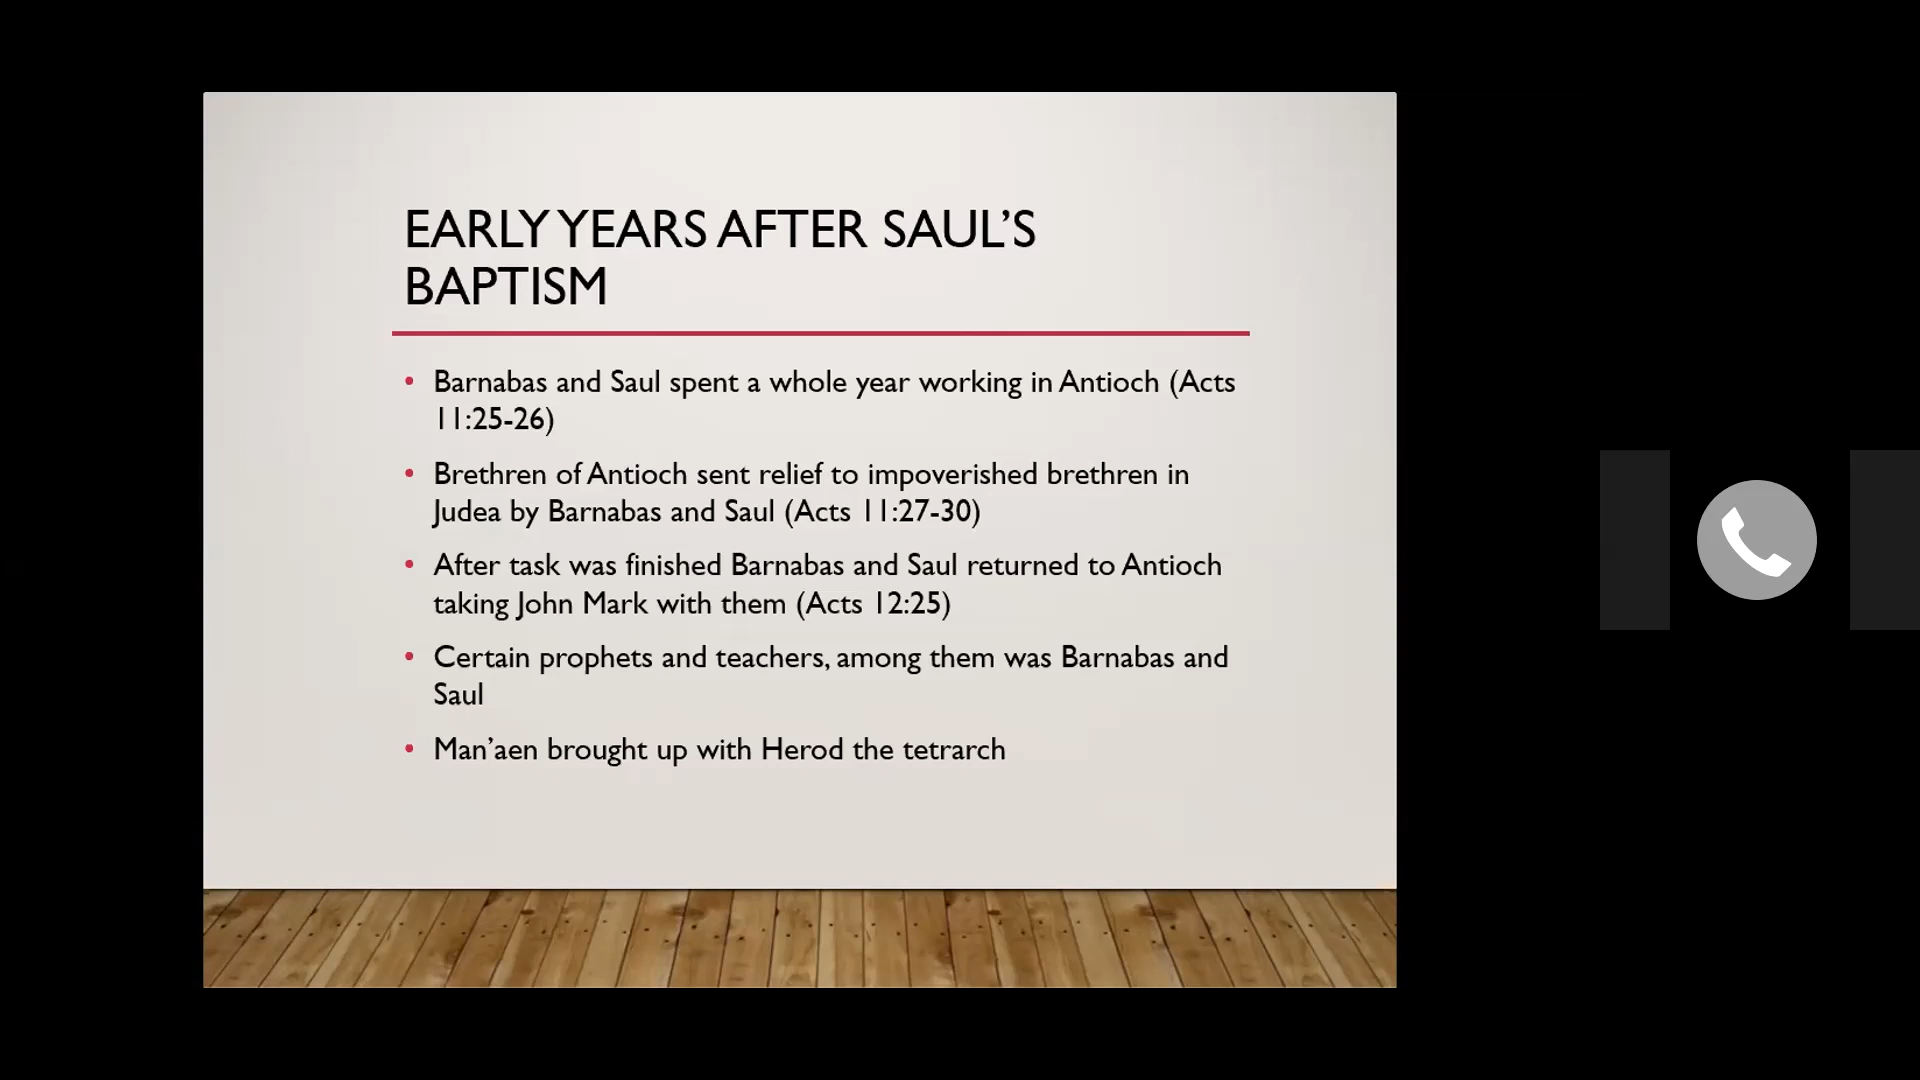 EARLY YEARS AFTER SAUL'S
BAPTISM
• Barnabas and Saul spent a whole year working in Antioch (Acts
11:25-26)
• Brethren of Antioch sent relief to impoverished brethren in
Judea by Barnabas and Saul (Acts 11:27-30)
• After task was finished Barnabas and Saul returned to Antioch
taking John Mark with them (Acts 12:25)
• Certain prophets and teachers, among them was Barnabas and
Saul
• Man'aen brought up with Herod the tetrarch